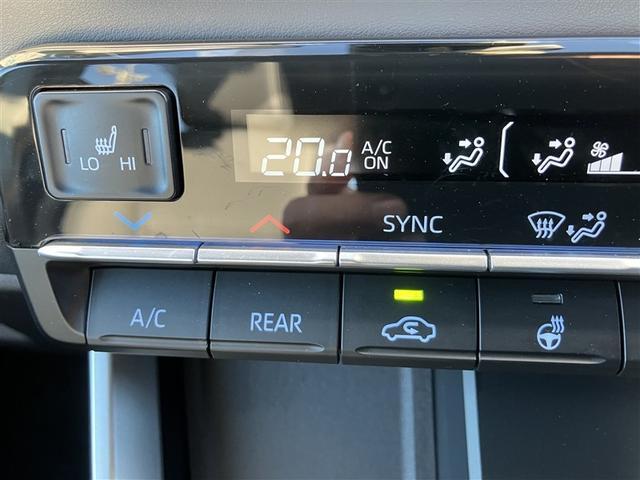 20.0 A/C
ON
LO HI
SYNC
A/C REAR